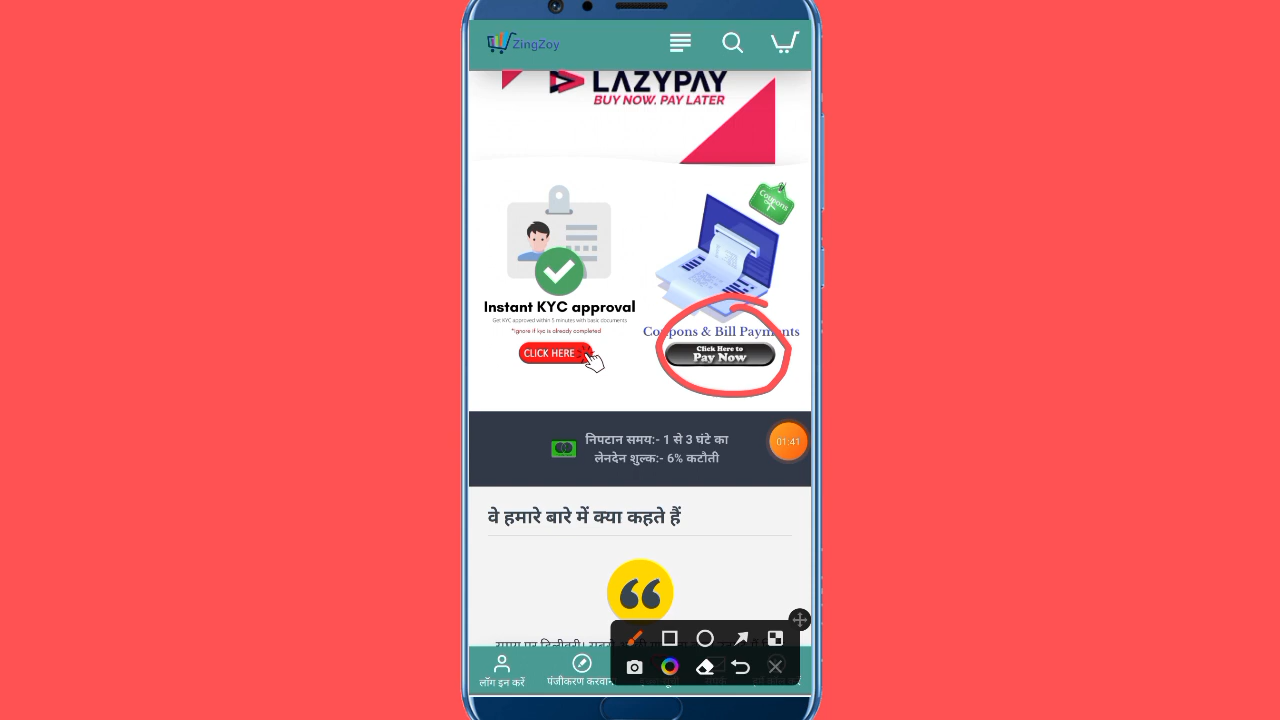 ZingZoy
LAZYPAY
BUY NOW. PAY LATER
Coupons
Instant KYC approval
Get KYC approved within 5 minutes with basic documents
*Ignore if kyc is already completed
CLICK HERE
Coupons & Bill Payments
Click Here to
Pay Now
निपटान समय:- 1 से 3 घंटे का
लेनदेन शुल्क:- 6% कटौती
01:41
वे हमारे बारे में क्या कहते हैं
लॉग इन करें
पंजीकरण करवाना